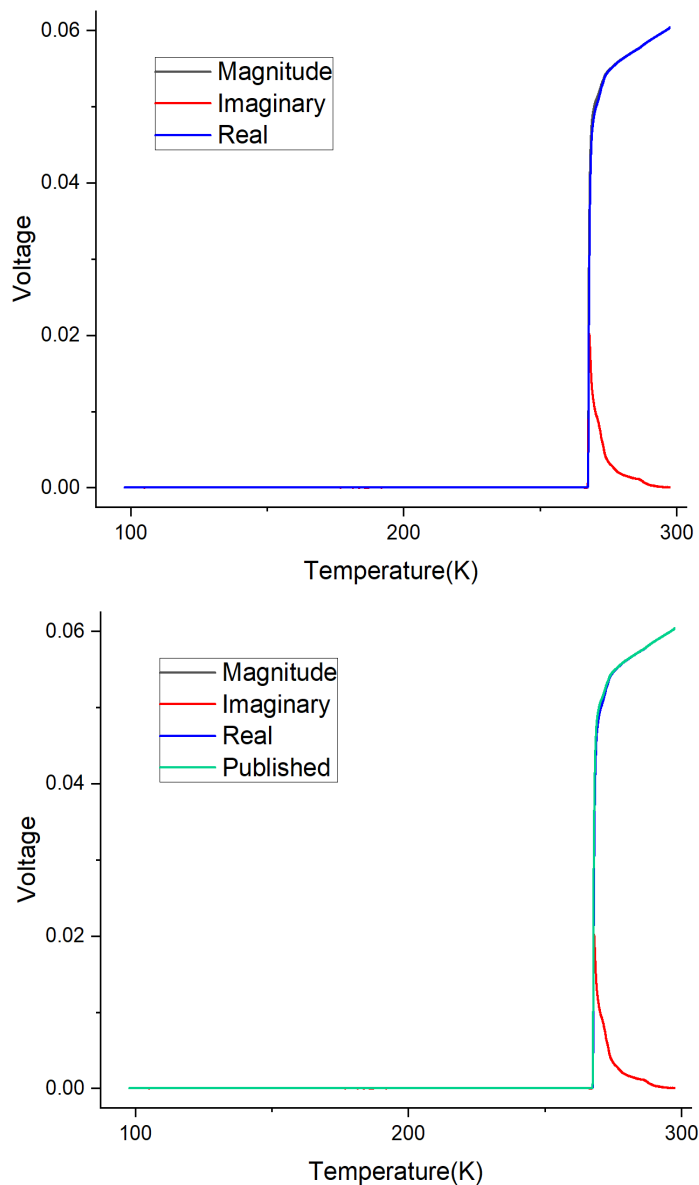 0.06
Magnitude
Imaginary
Real
0.04
Voltage
0.02
0.00
100 200 300
Temperature(K)
0.06
Magnitude
Imaginary
Real
Published
0.04
Voltage
0.02
0.00
100 200 300
Temperature(K)